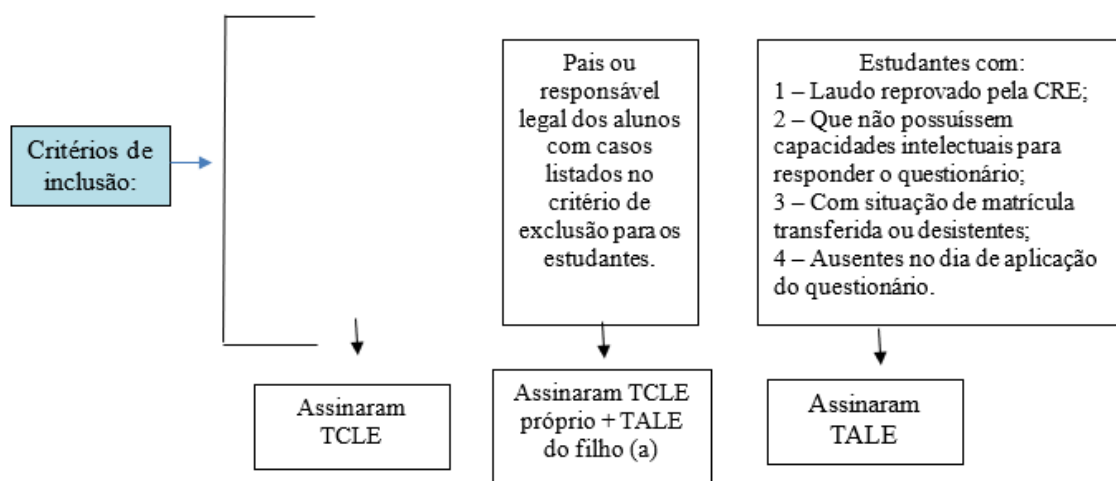 Critérios de
inclusão:
Pais ou
responsável
legal dos alunos
com casos
listados no
critério de
exclusão para os
estudantes.
Estudantes com:
1 – Laudo reprovado pela CRE;
2 – Que não possuíssem
capacidades intelectuais para
responder o questionário;
3 – Com situação de matrícula
transferida ou desistentes;
4 – Ausentes no dia de aplicação
do questionário.
Assinaram
TCLE
Assinaram TCLE
próprio + TALE
do filho (a)
Assinaram
TALE